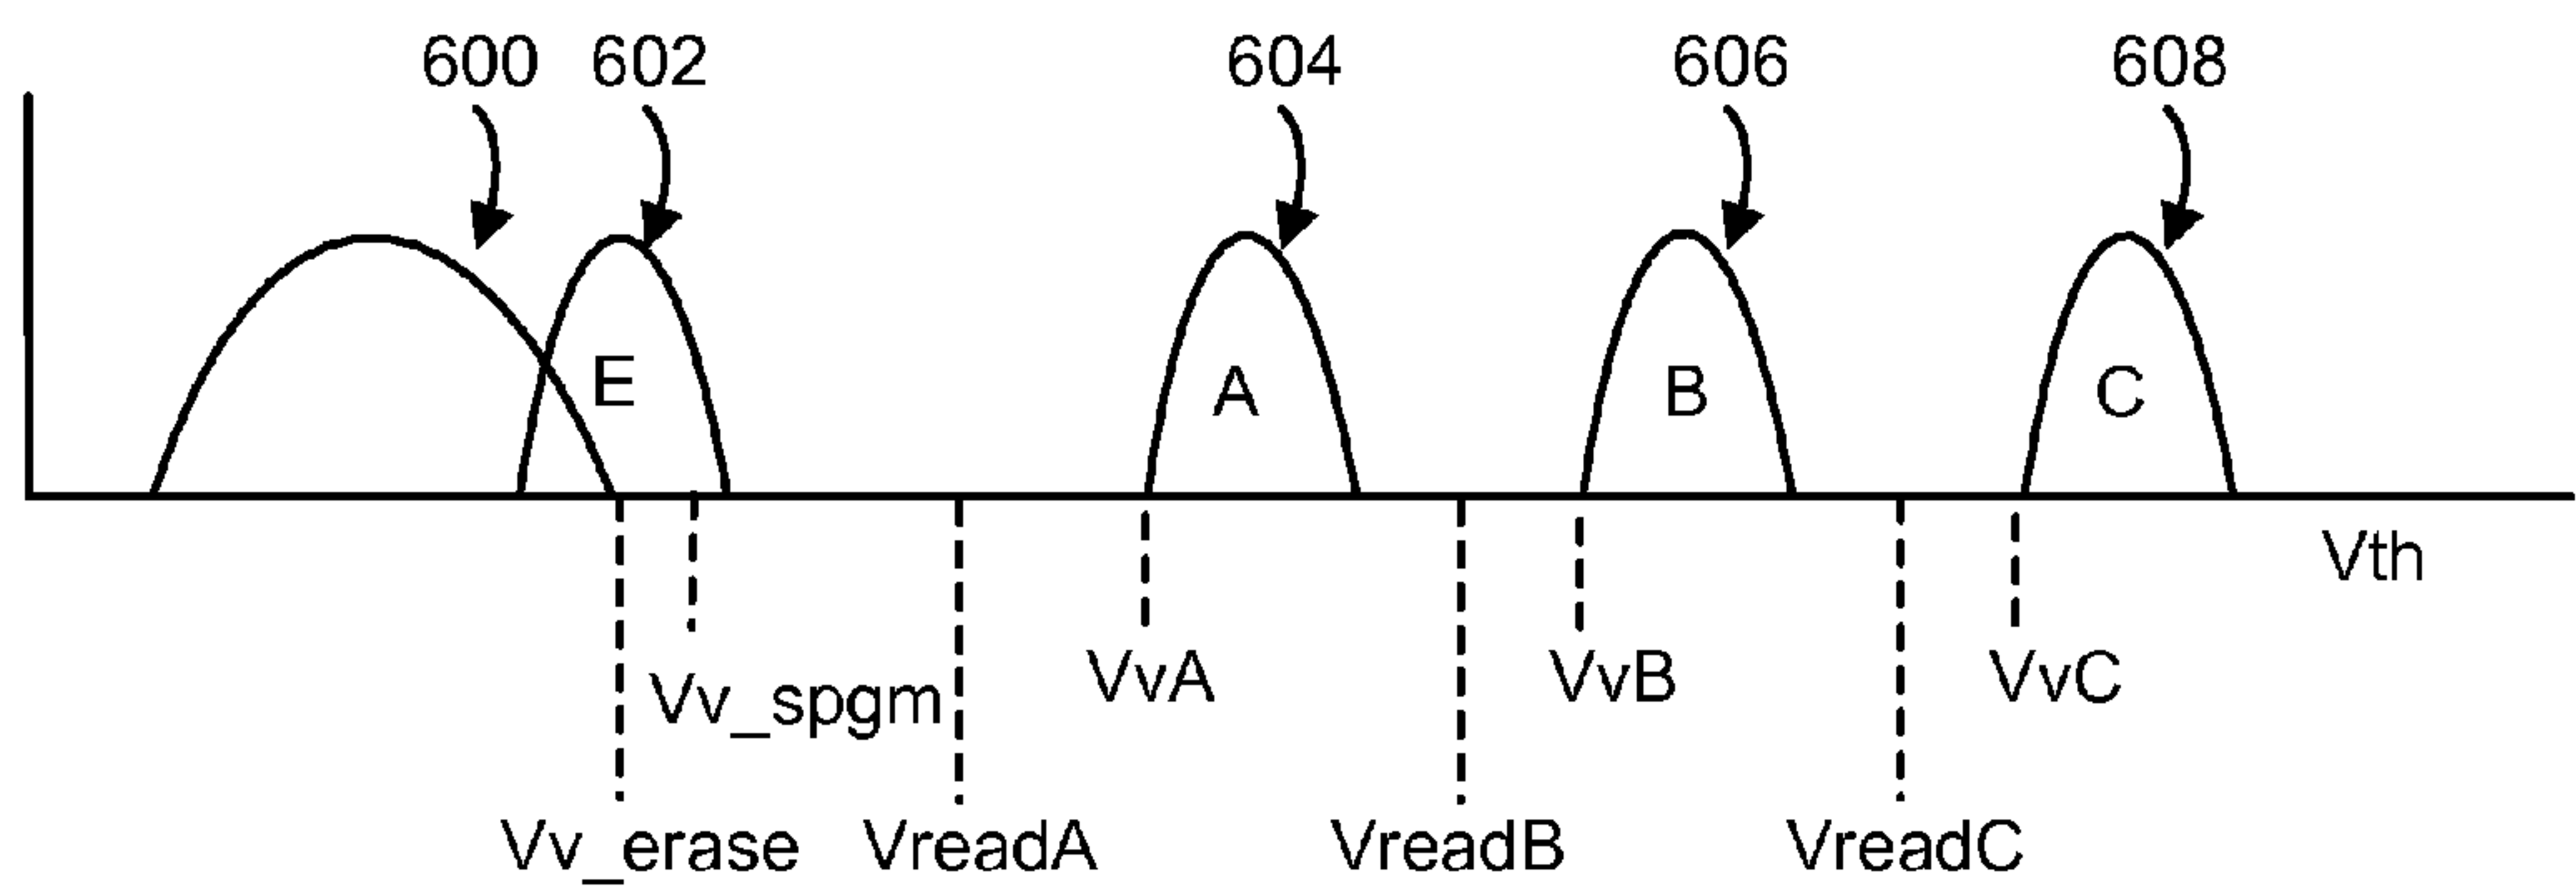 600 602 604 606 608
E A B C
Vth
Vv_spgm VvA VvB VvC
Vv_erase VreadA VreadB VreadC